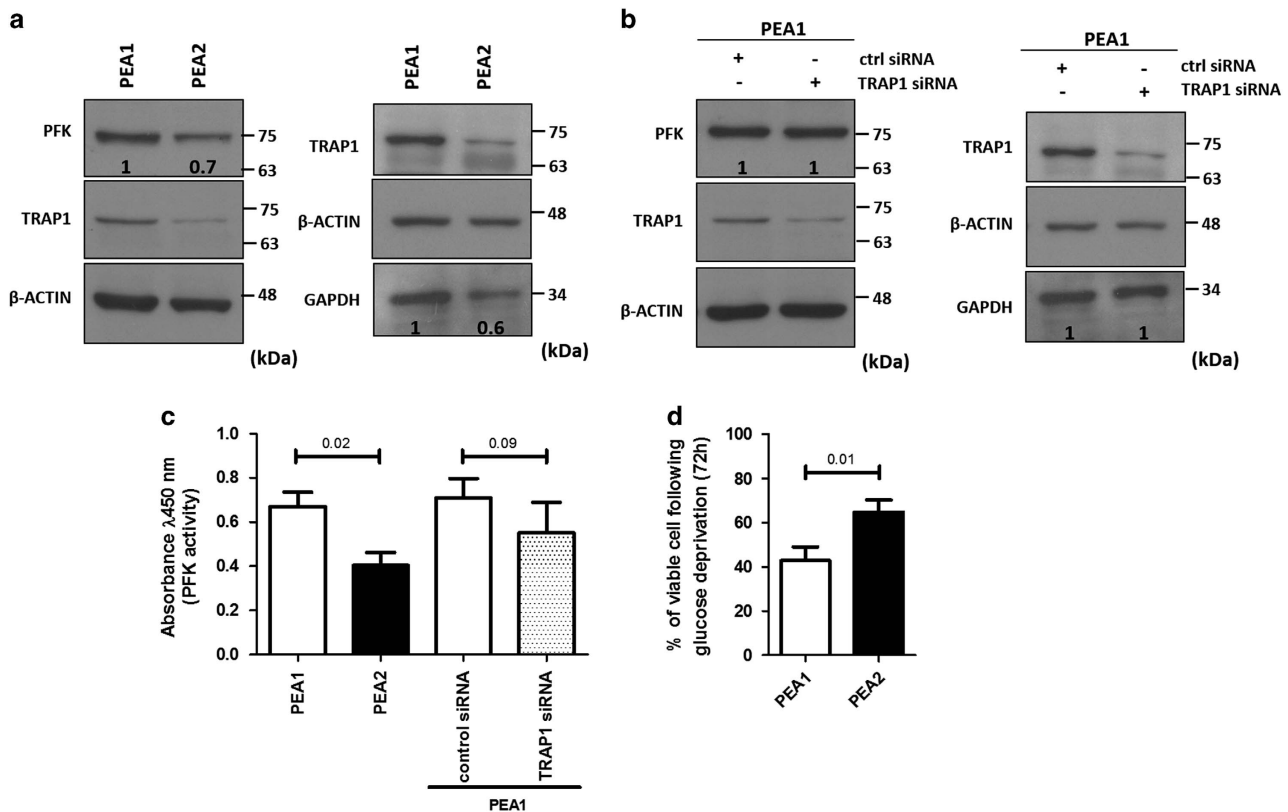 a
PEA1
PEA2
PFK
75
1
0.7
63
TRAP1
75
63
β-ACTIN
48
(kDa)
PEA1
PEA2
TRAP1
75
63
β-ACTIN
48
GAPDH
34
1
0.6
(kDa)
b
PEA1
+ - ctrl siRNA
- + TRAP1 siRNA
PFK
75
1
1
63
TRAP1
75
63
β-ACTIN
48
(kDa)
PEA1
+ - ctrl siRNA
- + TRAP1 siRNA
TRAP1
75
63
β-ACTIN
48
GAPDH
34
1
1
(kDa)
c
Absorbance λ450 nm
(PFK activity)
1.0
0.8
0.6
0.4
0.2
0.0
0.02
0.09
PEA1
PEA2
control siRNA
TRAP1 siRNA
PEA1
d
% of viable cell following
glucose deprivation (72h)
100
80
60
40
20
0
0.01
PEA1
PEA2